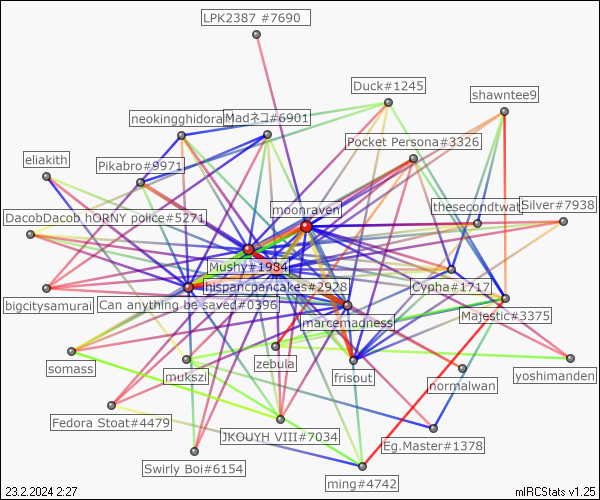 LPK2387 #7690
Duck#1245
shawntee9
neokingghidora
Madネコ#6901
Pocket Persona#3326
eliakith
Pikabro#9971
thesecondtwat
Silver#7938
moonraven
DacobDacob hORNY police#5271
Mushy#1984
hispancpancakes#2928
Cypha#1717
bigcitysamurai
Can anything be saved#0396
Majestic#3375
marcemadness
somass
mukszi
zebula
frisout
normalwan
yoshimanden
Fedora Stoat#4479
JKOUYH VIII#7034
Eg.Master#1378
Swirly Boi#6154
ming#4742
23.2.2024 2:27
mIRCStats v1.25